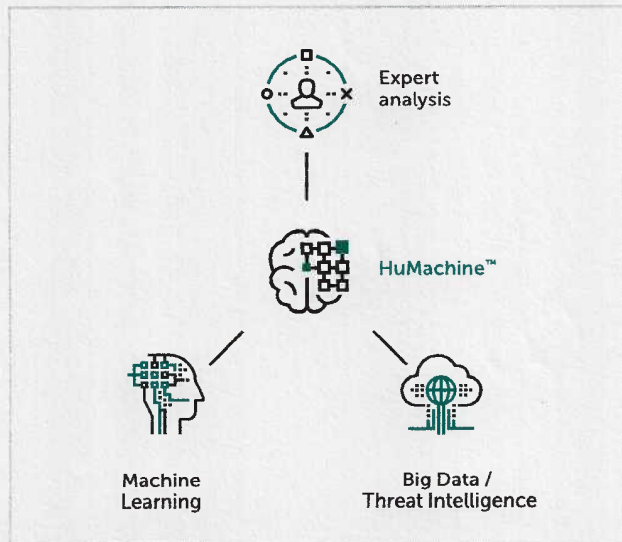 Expert
analysis
HuMachine™
Machine
Learning
Big Data /
Threat Intelligence